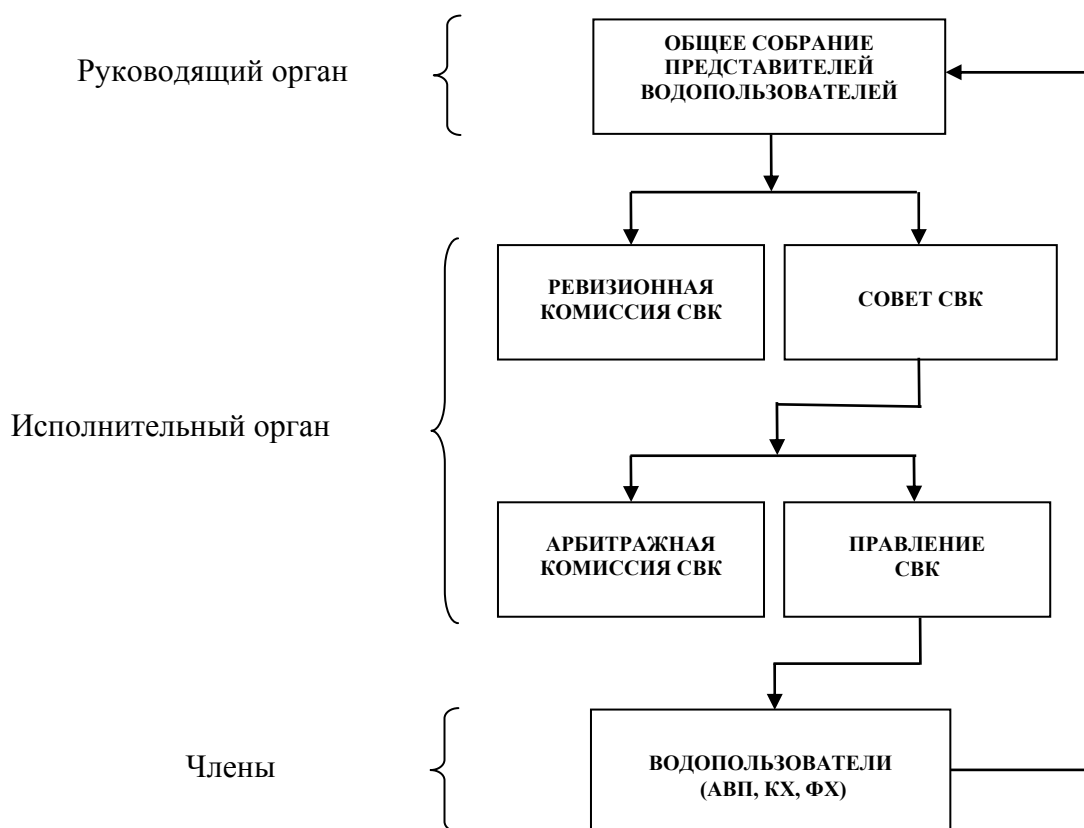 Руководящий орган
ОБЩЕЕ СОБРАНИЕ
ПРЕДСТАВИТЕЛЕЙ
ВОДОПОЛЬЗОВАТЕЛЕЙ
РЕВИЗИОННАЯ
КОМИССИЯ СВК
СОВЕТ СВК
Исполнительный орган
АРБИТРАЖНАЯ
КОМИССИЯ СВК
ПРАВЛЕНИЕ
СВК
Члены
ВОДОПОЛЬЗОВАТЕЛИ
(АВП, КХ, ФХ)